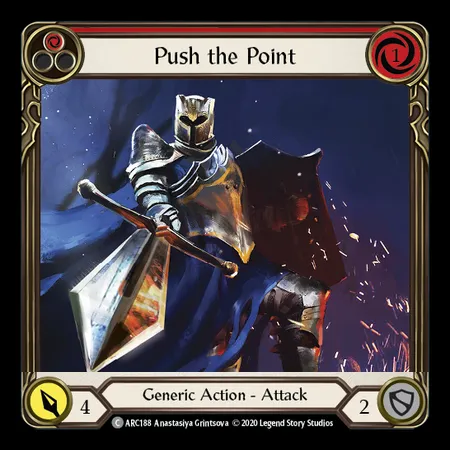 Push the Point
1
Generic Action - Attack
4
2
C ARC188 Anastasiya Grintsova © 2020 Legend Story Studios